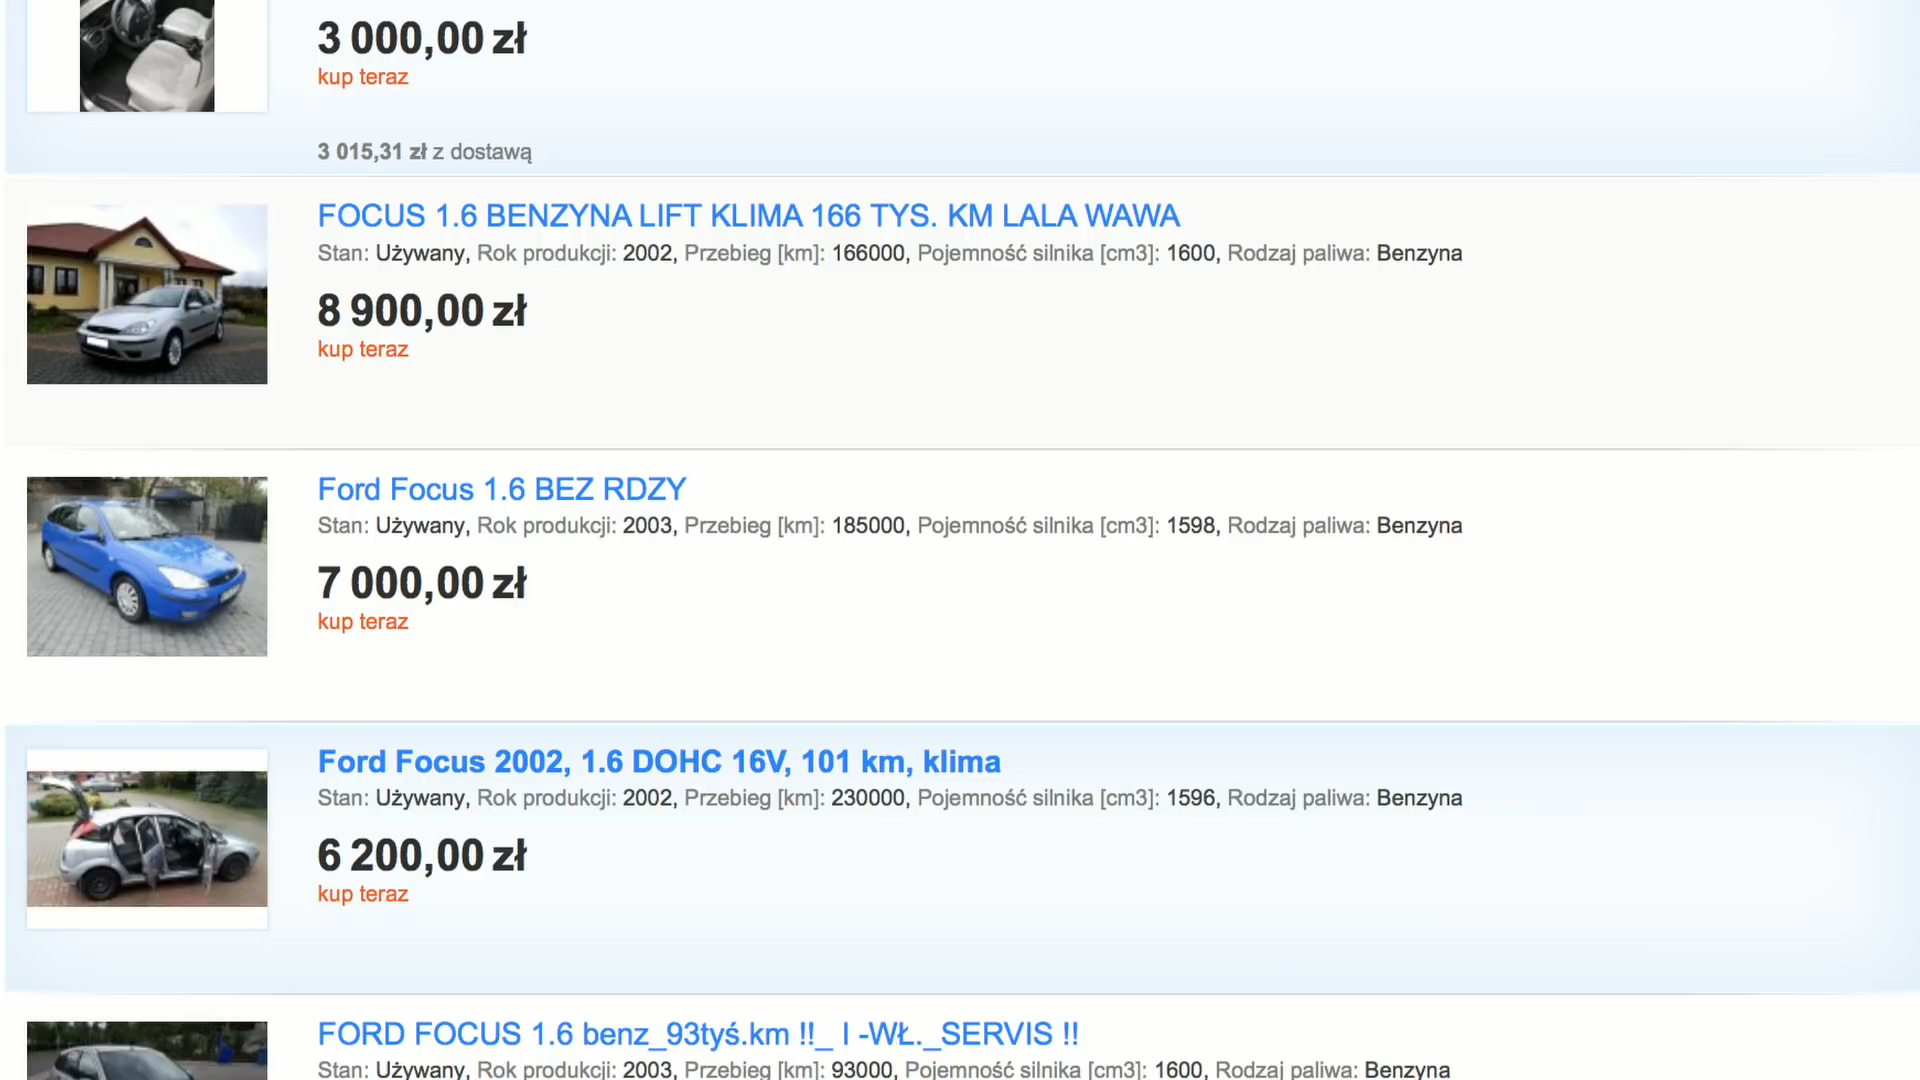 3 000,00 zł
kup teraz
3 015,31 zł z dostawą
FOCUS 1.6 BENZYNA LIFT KLIMA 166 TYS. KM LALA WAWA
Stan: Używany, Rok produkcji: 2002, Przebieg [km]: 166000, Pojemność silnika [cm3]: 1600, Rodzaj paliwa: Benzyna
8 900,00 zł
kup teraz
Ford Focus 1.6 BEZ RDZY
Stan: Używany, Rok produkcji: 2003, Przebieg [km]: 185000, Pojemność silnika [cm3]: 1598, Rodzaj paliwa: Benzyna
7 000,00 zł
kup teraz
Ford Focus 2002, 1.6 DOHC 16V, 101 km, klima
Stan: Używany, Rok produkcji: 2002, Przebieg [km]: 230000, Pojemność silnika [cm3]: 1596, Rodzaj paliwa: Benzyna
6 200,00 zł
kup teraz
FORD FOCUS 1.6 benz_93tyś.km !!_ I -WŁ._SERVIS !!
Stan: Używany, Rok produkcji: 2003, Przebieg [km]: 93000, Pojemność silnika [cm3]: 1600, Rodzaj paliwa: Benzyna